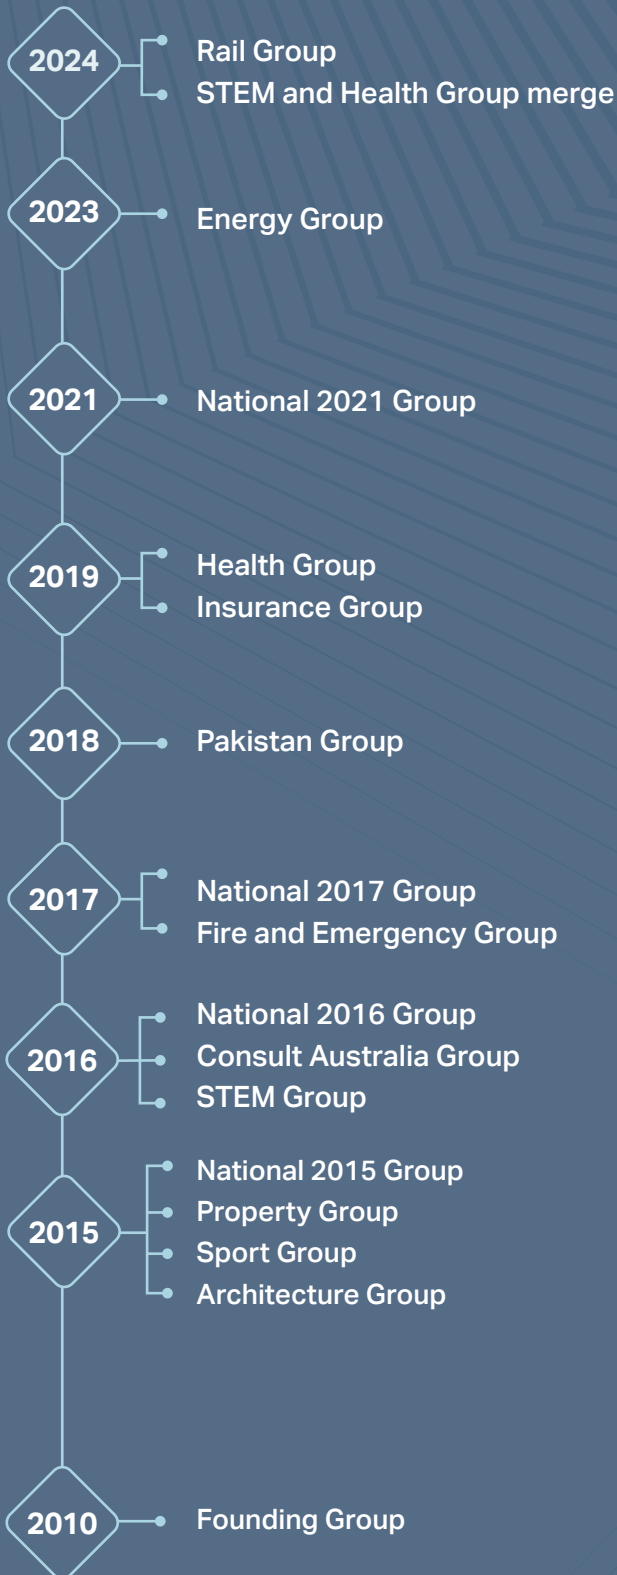 2024
Rail Group
STEM and Health Group merge
2023
Energy Group
2021
National 2021 Group
2019
Health Group
Insurance Group
2018
Pakistan Group
2017
National 2017 Group
Fire and Emergency Group
2016
National 2016 Group
Consult Australia Group
STEM Group
2015
National 2015 Group
Property Group
Sport Group
Architecture Group
2010
Founding Group